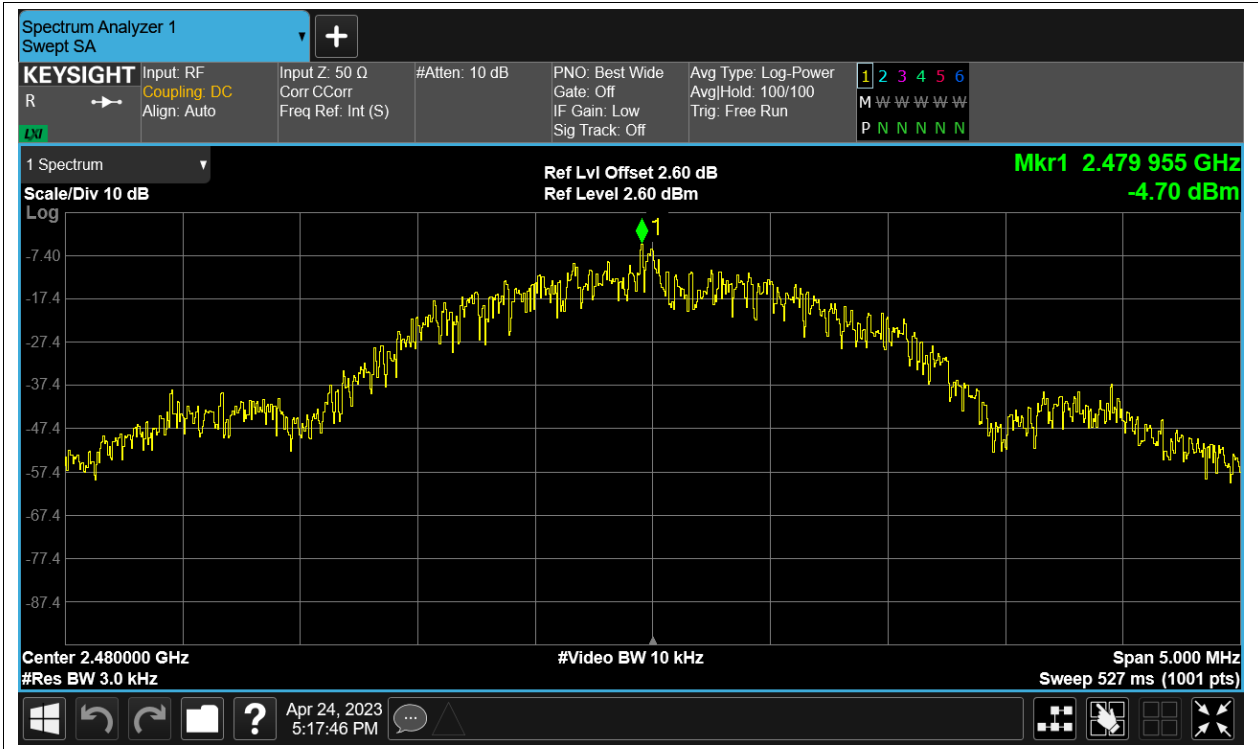 Spectrum Analyzer 1
Swept SA
KEYSIGHT
R
LXI
Input: RF
Coupling: DC
Align: Auto
Input Z: 50 Ω
Corr CCorr
Freq Ref: Int (S)
#Atten: 10 dB
PNO: Best Wide
Gate: Off
IF Gain: Low
Sig Track: Off
Avg Type: Log-Power
Avg|Hold: 100/100
Trig: Free Run
1 2 3 4 5 6
M W W W W W
P N N N N N
1 Spectrum
Scale/Div 10 dB
Log
Ref Lvl Offset 2.60 dB
Ref Level 2.60 dBm
Mkr1 2.479 955 GHz
-4.70 dBm
1
-7.40
-17.4
-27.4
-37.4
-47.4
-57.4
-67.4
-77.4
-87.4
Center 2.480000 GHz
#Res BW 3.0 kHz
#Video BW 10 kHz
Span 5.000 MHz
Sweep 527 ms (1001 pts)
?
Apr 24, 2023
5:17:46 PM